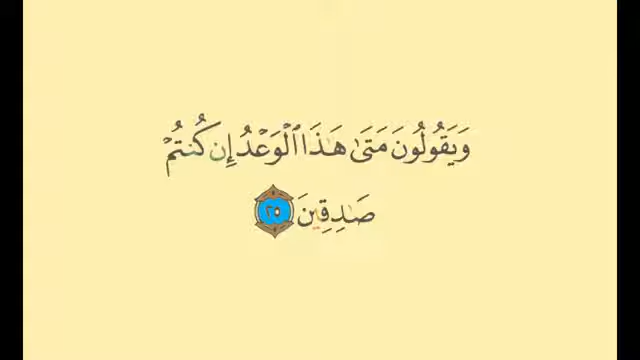 وَيَقُولُونَ مَتَىٰ هَٰذَا ٱلْوَعْدُ إِن كُنتُمْ
صَٰدِقِينَ ٢٥